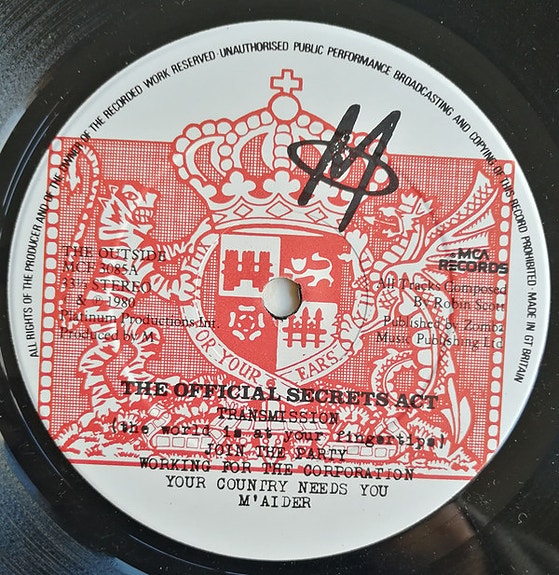 ALL RIGHTS OF THE PRODUCER AND OF THE OWNER OF THE RECORDED WORK RESERVED · UNAUTHORISED PUBLIC PERFORMANCE BROADCASTING AND COPYING OF THIS RECORD PROHIBITED · MADE IN GT BRITAIN
M
FOR YOUR EARS
THE OUTSIDE
MCF 3085A
33⅓ STEREO
& ℗ 1980
Platinum Productions Int.
Produced by M.
MCA
RECORDS
All Tracks Composed
By Robin Scott
Published by Zomba
Music Publishing Ltd
THE OFFICIAL SECRETS ACT
TRANSMISSION
(the world is at your fingertips)
JOIN THE PARTY
WORKING FOR THE CORPORATION
YOUR COUNTRY NEEDS YOU
M'AIDER